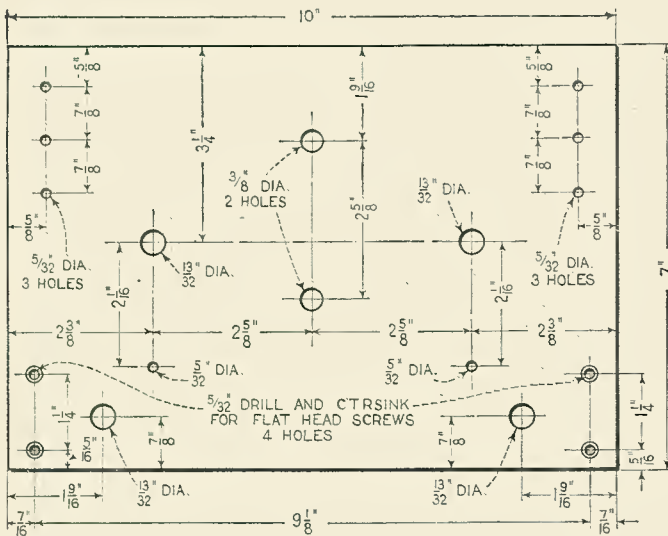 10"
5/8"
7/8"
7/8"
3 1/4"
1 9/16"
5/8"
7/8"
7/8"
3/8" DIA.
2 HOLES
2 5/8"
13/32"
5/8"
5/8"
5/32" DIA.
3 HOLES
13/32" DIA.
5/32" DIA.
3 HOLES
7"
2 1/16"
2 1/16"
2 3/8"
2 5/8"
2 5/8"
2 3/8"
5/32" DIA.
5/32" DIA.
5/32" DRILL AND C'TRSINK
FOR FLAT HEAD SCREWS
4 HOLES
1 1/4"
1 1/4"
7/8"
7/8"
5/16"
5/16"
13/32" DIA.
13/32" DIA.
1 9/16"
1 9/16"
7/16"
9 1/8"
7/16"